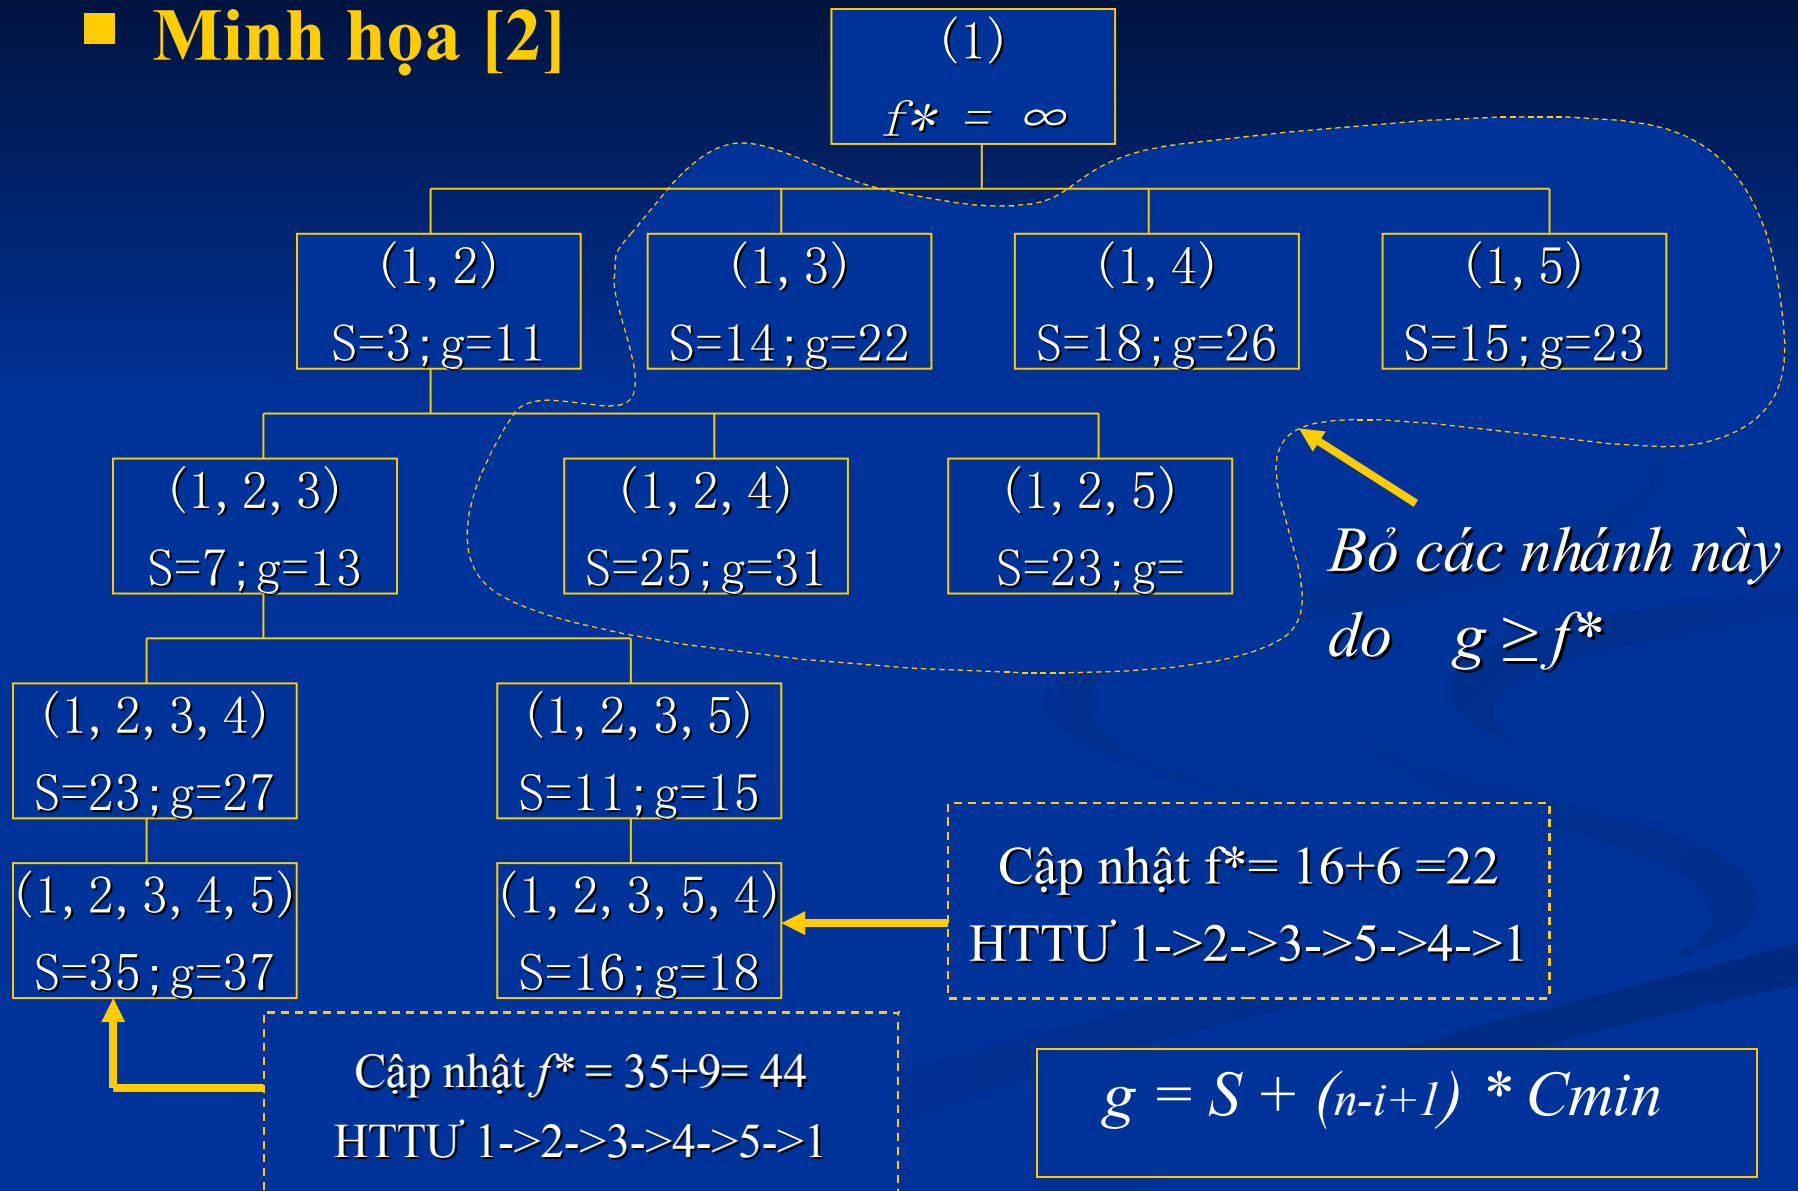 Minh họa [2]
(1)
f* = ∞
(1,2)
S=3;g=11
(1,3)
S=14;g=22
(1,4)
S=18;g=26
(1,5)
S=15;g=23
(1,2,3)
S=7;g=13
(1,2,4)
S=25;g=31
(1,2,5)
S=23;g=
Bỏ các nhánh này
do g ≥ f*
(1,2,3,4)
S=23;g=27
(1,2,3,5)
S=11;g=15
(1,2,3,4,5)
S=35;g=37
(1,2,3,5,4)
S=16;g=18
Cập nhật f*= 16+6 =22
HTTƯ 1->2->3->5->4->1
Cập nhật f* = 35+9= 44
HTTƯ 1->2->3->4->5->1
g = S + (n-i+1) * Cmin